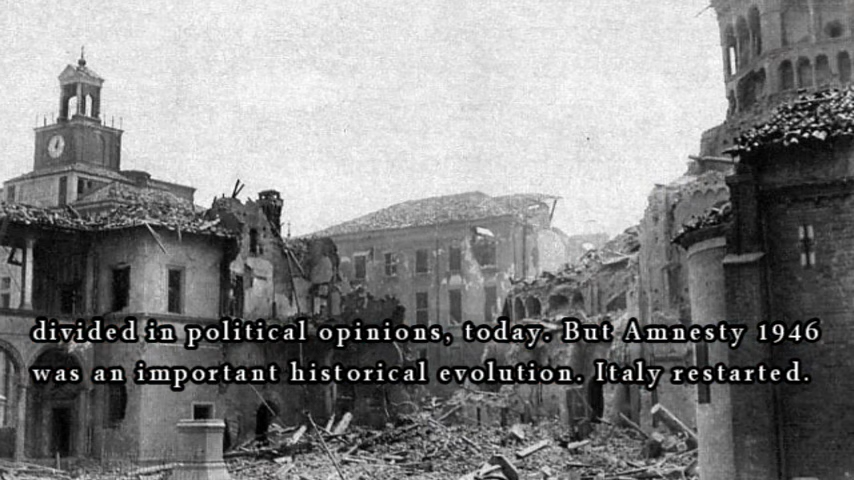 divided in political opinions, today. But Amnesty 1946
was an important historical evolution. Italy restarted.